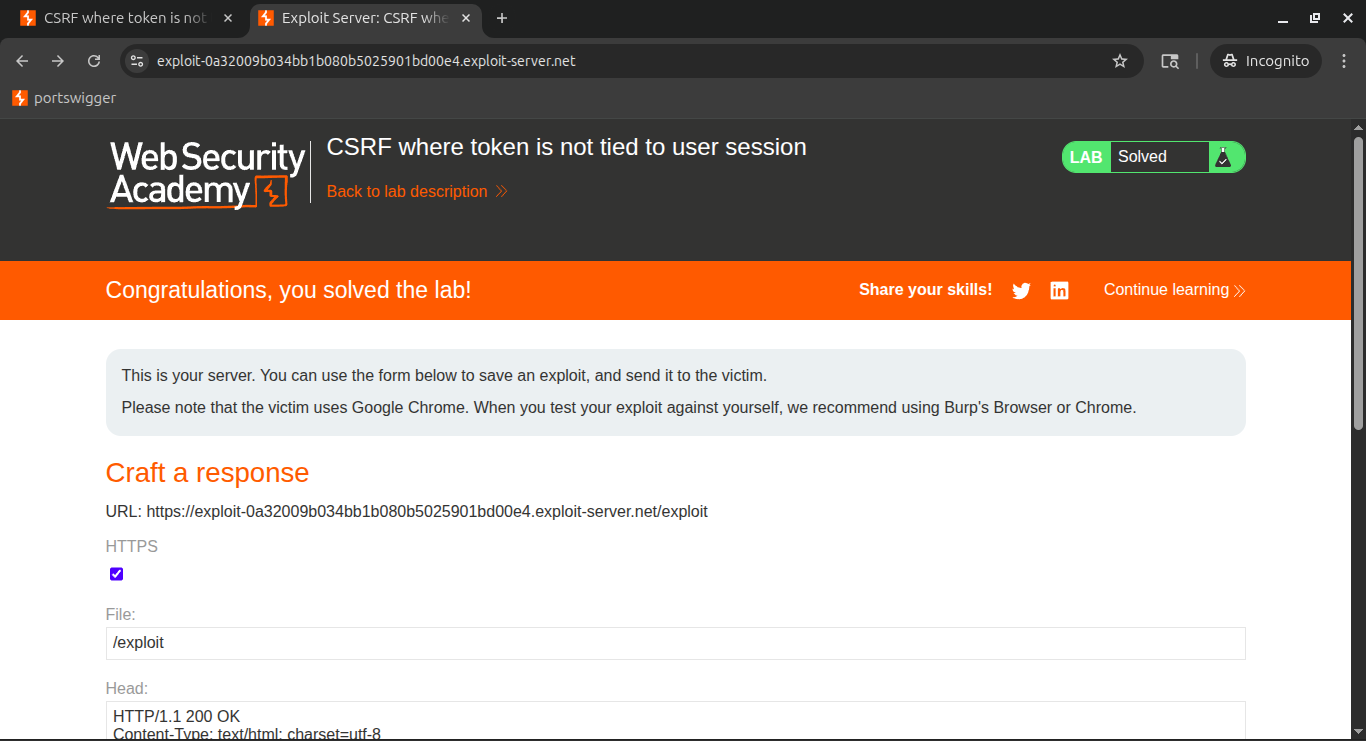 CSRF where token is not
Exploit Server: CSRF whe
exploit-0a32009b034bb1b080b5025901bd00e4.exploit-server.net
Incognito
portswigger
WebSecurity
Academy
CSRF where token is not tied to user session
Back to lab description
LAB Solved
Congratulations, you solved the lab!
Share your skills!
Continue learning
This is your server. You can use the form below to save an exploit, and send it to the victim.
Please note that the victim uses Google Chrome. When you test your exploit against yourself, we recommend using Burp's Browser or Chrome.
Craft a response
URL: https://exploit-0a32009b034bb1b080b5025901bd00e4.exploit-server.net/exploit
HTTPS
File:
/exploit
Head:
HTTP/1.1 200 OK
Content-Type: text/html; charset=utf-8